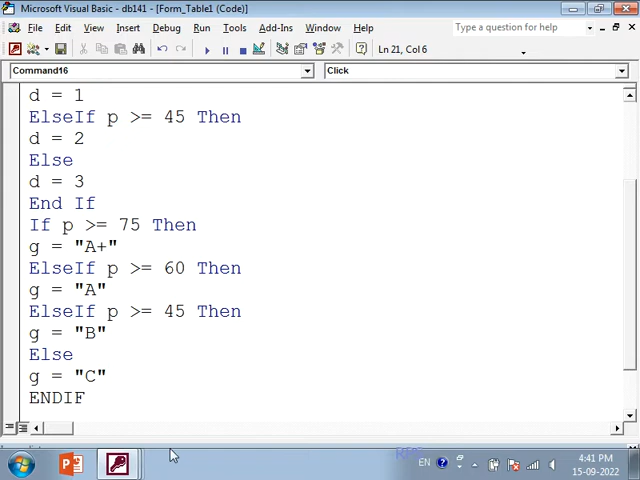 Microsoft Visual Basic - db141 - [Form_Table1 (Code)]
File Edit View Insert Debug Run Tools Add-Ins Window Help
Type a question for help
Ln 21, Col 6
Command16
Click
d = 1
ElseIf p >= 45 Then
d = 2
Else
d = 3
End If
If p >= 75 Then
g = "A+"
ElseIf p >= 60 Then
g = "A"
ElseIf p >= 45 Then
g = "B"
Else
g = "C"
ENDIF
EN
4:41 PM
15-09-2022